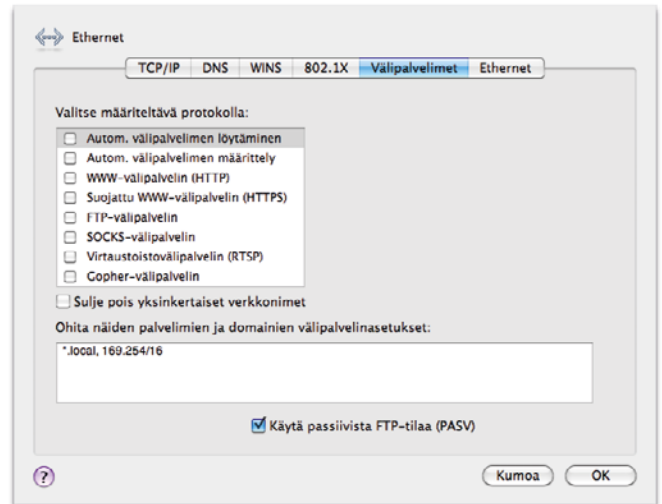 Ethernet
TCP/IP DNS WINS 802.1X Välipalvelimet Ethernet
Valitse määriteltävä protokolla:
Autom. välipalvelimen löytäminen
Autom. välipalvelimen määrittely
WWW-välipalvelin (HTTP)
Suojattu WWW-välipalvelin (HTTPS)
FTP-välipalvelin
SOCKS-välipalvelin
Virtaustoistovälipalvelin (RTSP)
Gopher-välipalvelin
Sulje pois yksinkertaiset verkkonimet
Ohita näiden palvelimien ja domainien välipalvelinasetukset:
*.local, 169.254/16
Käytä passiivista FTP-tilaa (PASV)
? Kumoa OK